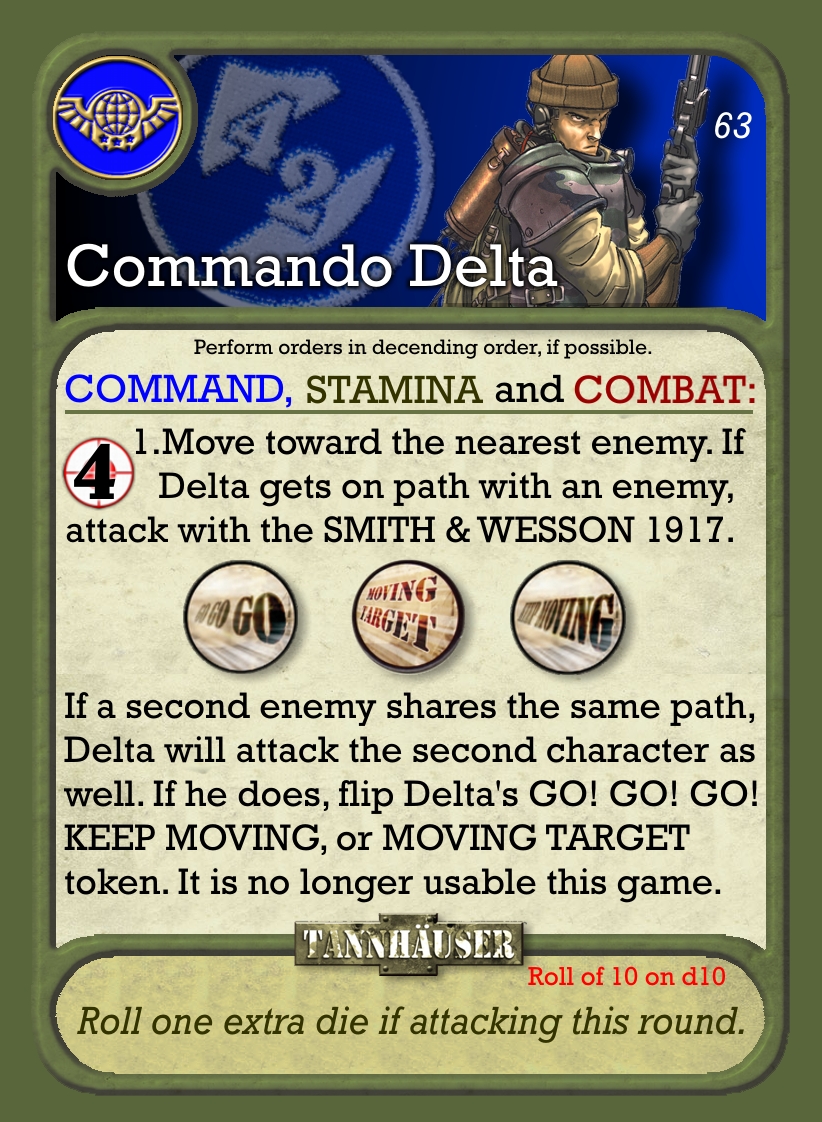 42
63
Commando Delta
Perform orders in decending order, if possible.
COMMAND, STAMINA and COMBAT:
4
1.Move toward the nearest enemy. If
Delta gets on path with an enemy,
attack with the SMITH & WESSON 1917.
GO GO GO
MOVING
TARGET
KEEP MOVING
If a second enemy shares the same path,
Delta will attack the second character as
well. If he does, flip Delta's GO! GO! GO!
KEEP MOVING, or MOVING TARGET
token. It is no longer usable this game.
TANNHÄUSER
Roll of 10 on d10
Roll one extra die if attacking this round.